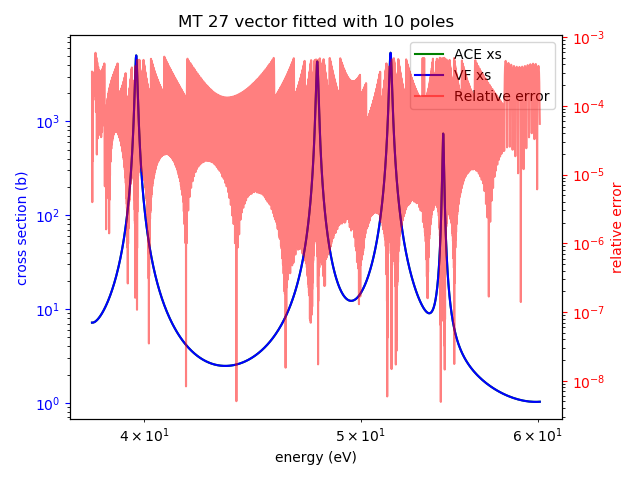 MT 27 vector fitted with 10 poles
ACE xs
VF xs
Relative error
cross section (b)
10³
10²
10¹
10⁰
10⁻³
10⁻⁴
10⁻⁵
10⁻⁶
10⁻⁷
10⁻⁸
relative error
4 × 10¹
5 × 10¹
6 × 10¹
energy (eV)